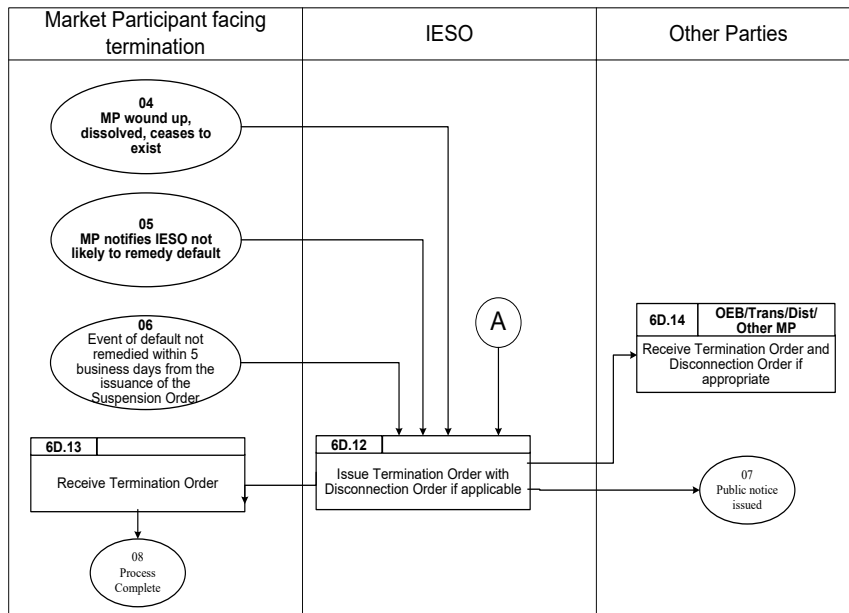 Market Participant facing
termination
IESO
Other Parties
04
MP wound up,
dissolved, ceases to
exist
05
MP notifies IESO not
likely to remedy default
06
Event of default not
remedied within 5
business days from the
issuance of the
Suspension Order
A
6D.14
OEB/Trans/Dist/
Other MP
Receive Termination Order and
Disconnection Order if
appropriate
6D.13
Receive Termination Order
6D.12
Issue Termination Order with
Disconnection Order if applicable
07
Public notice
issued
08
Process
Complete